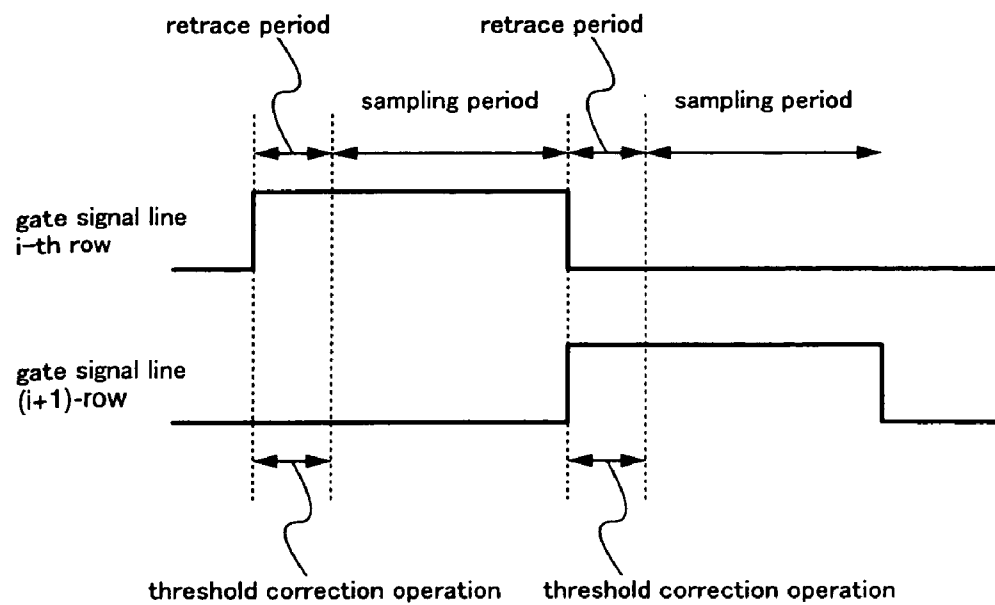 retrace period
retrace period
sampling period
sampling period
gate signal line
i-th row
gate signal line
(i+1)-row
threshold correction operation
threshold correction operation